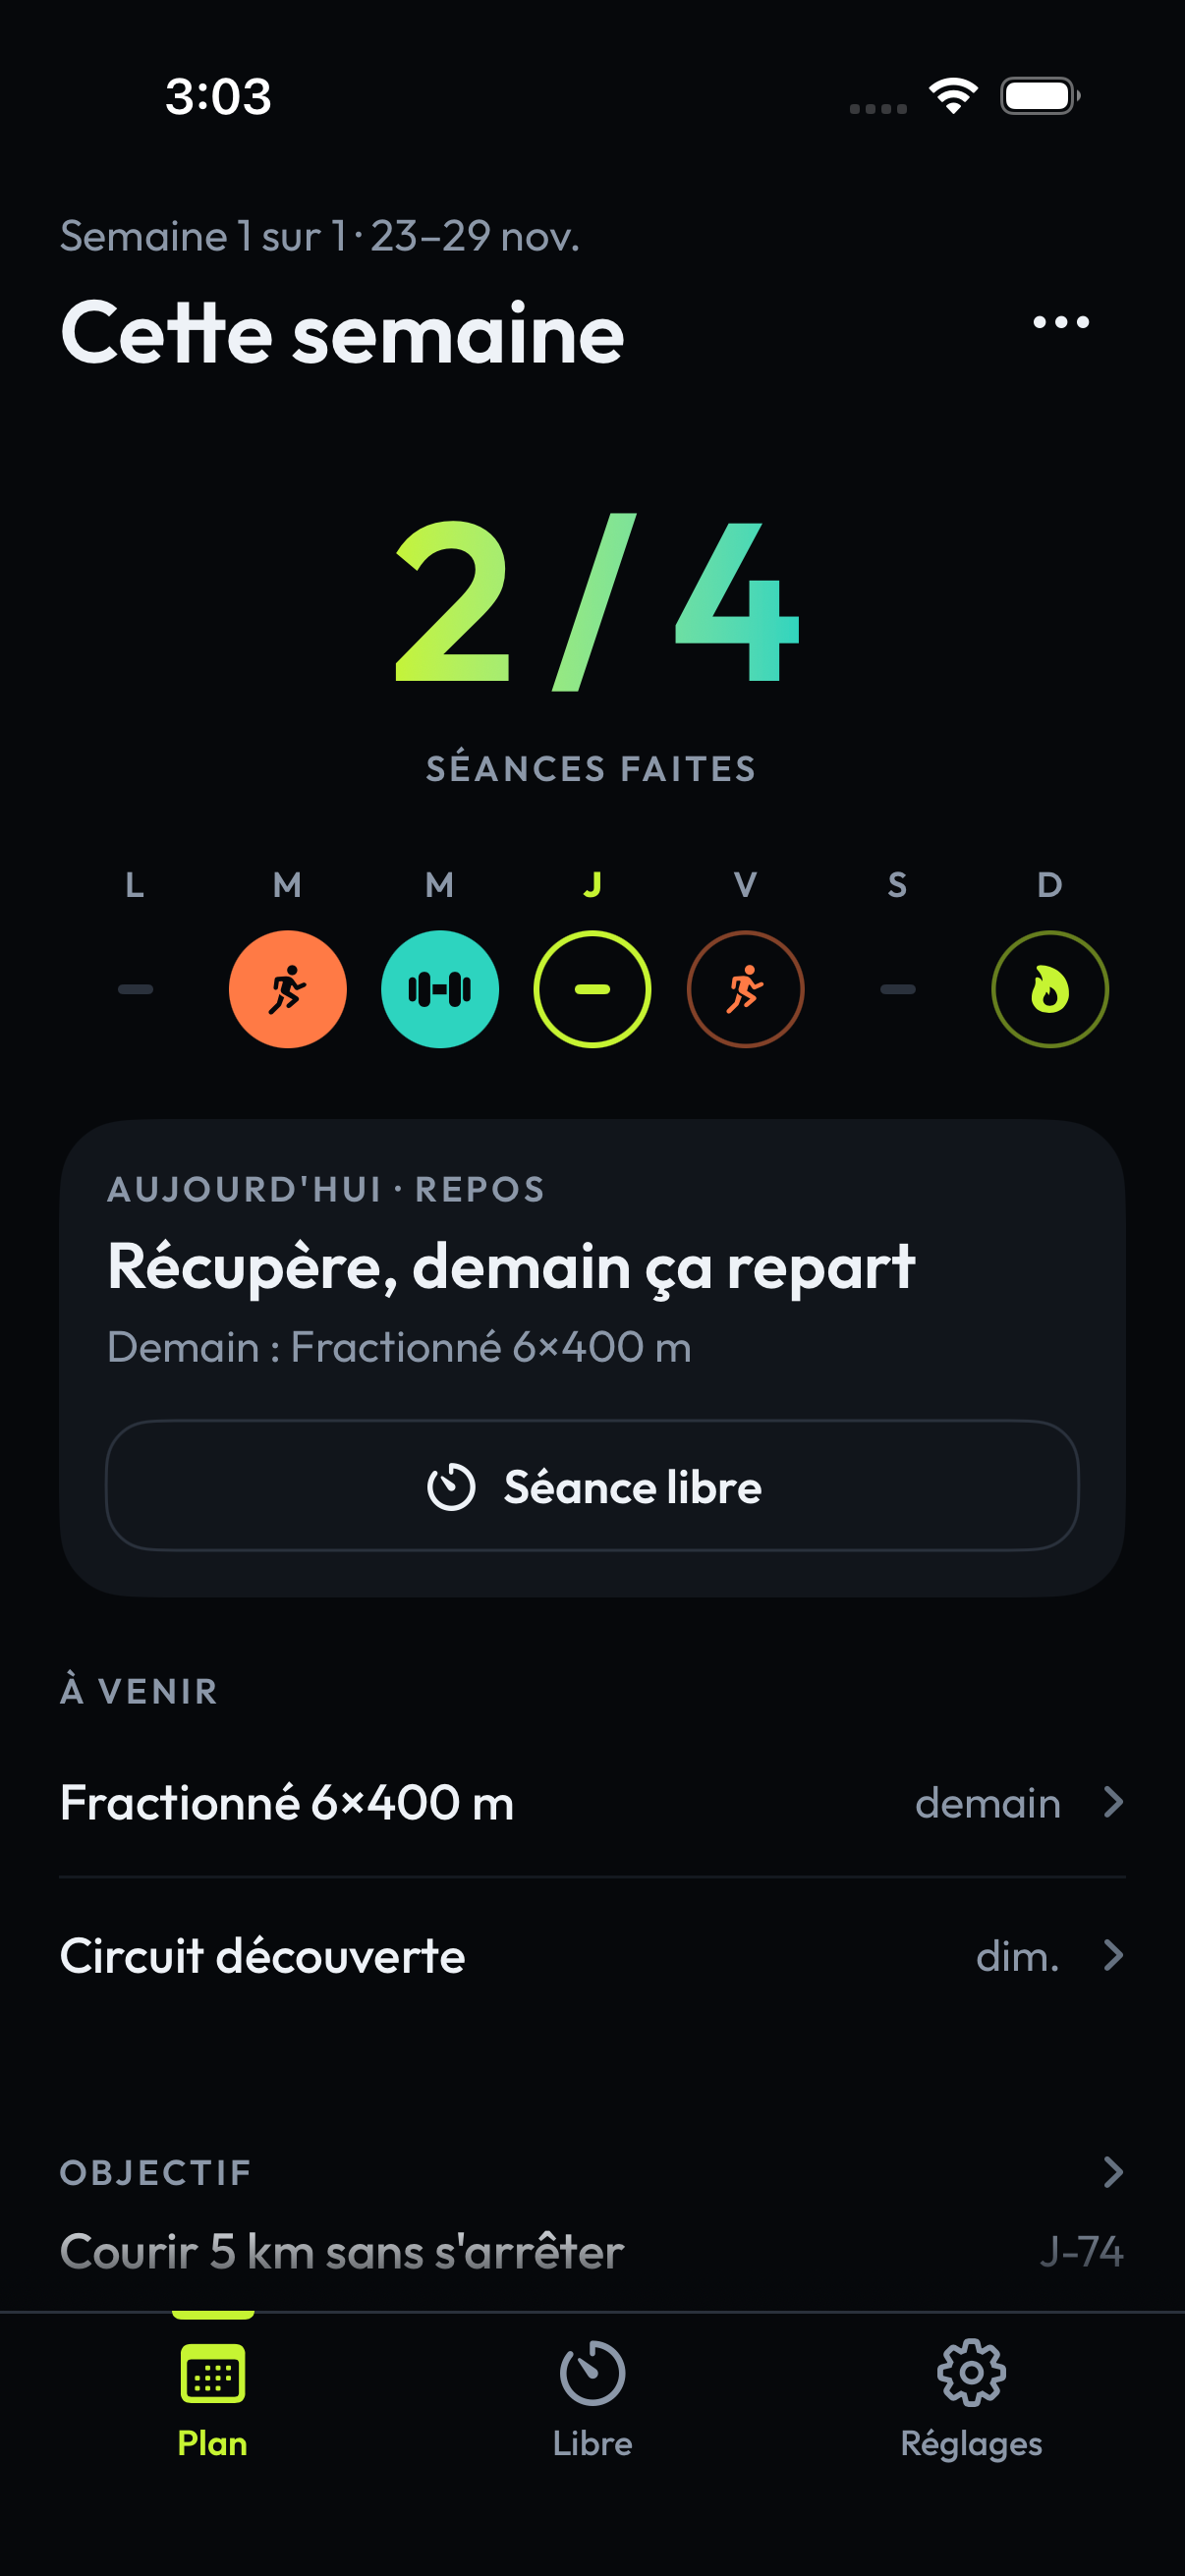 3:03
Semaine 1 sur 1 · 23–29 nov.
Cette semaine
2 / 4
SÉANCES FAITES
L M M J V S D
AUJOURD'HUI · REPOS
Récupère, demain ça repart
Demain : Fractionné 6×400 m
Séance libre
À VENIR
Fractionné 6×400 m demain
Circuit découverte dim.
OBJECTIF
Courir 5 km sans s'arrêter J-74
Plan Libre Réglages